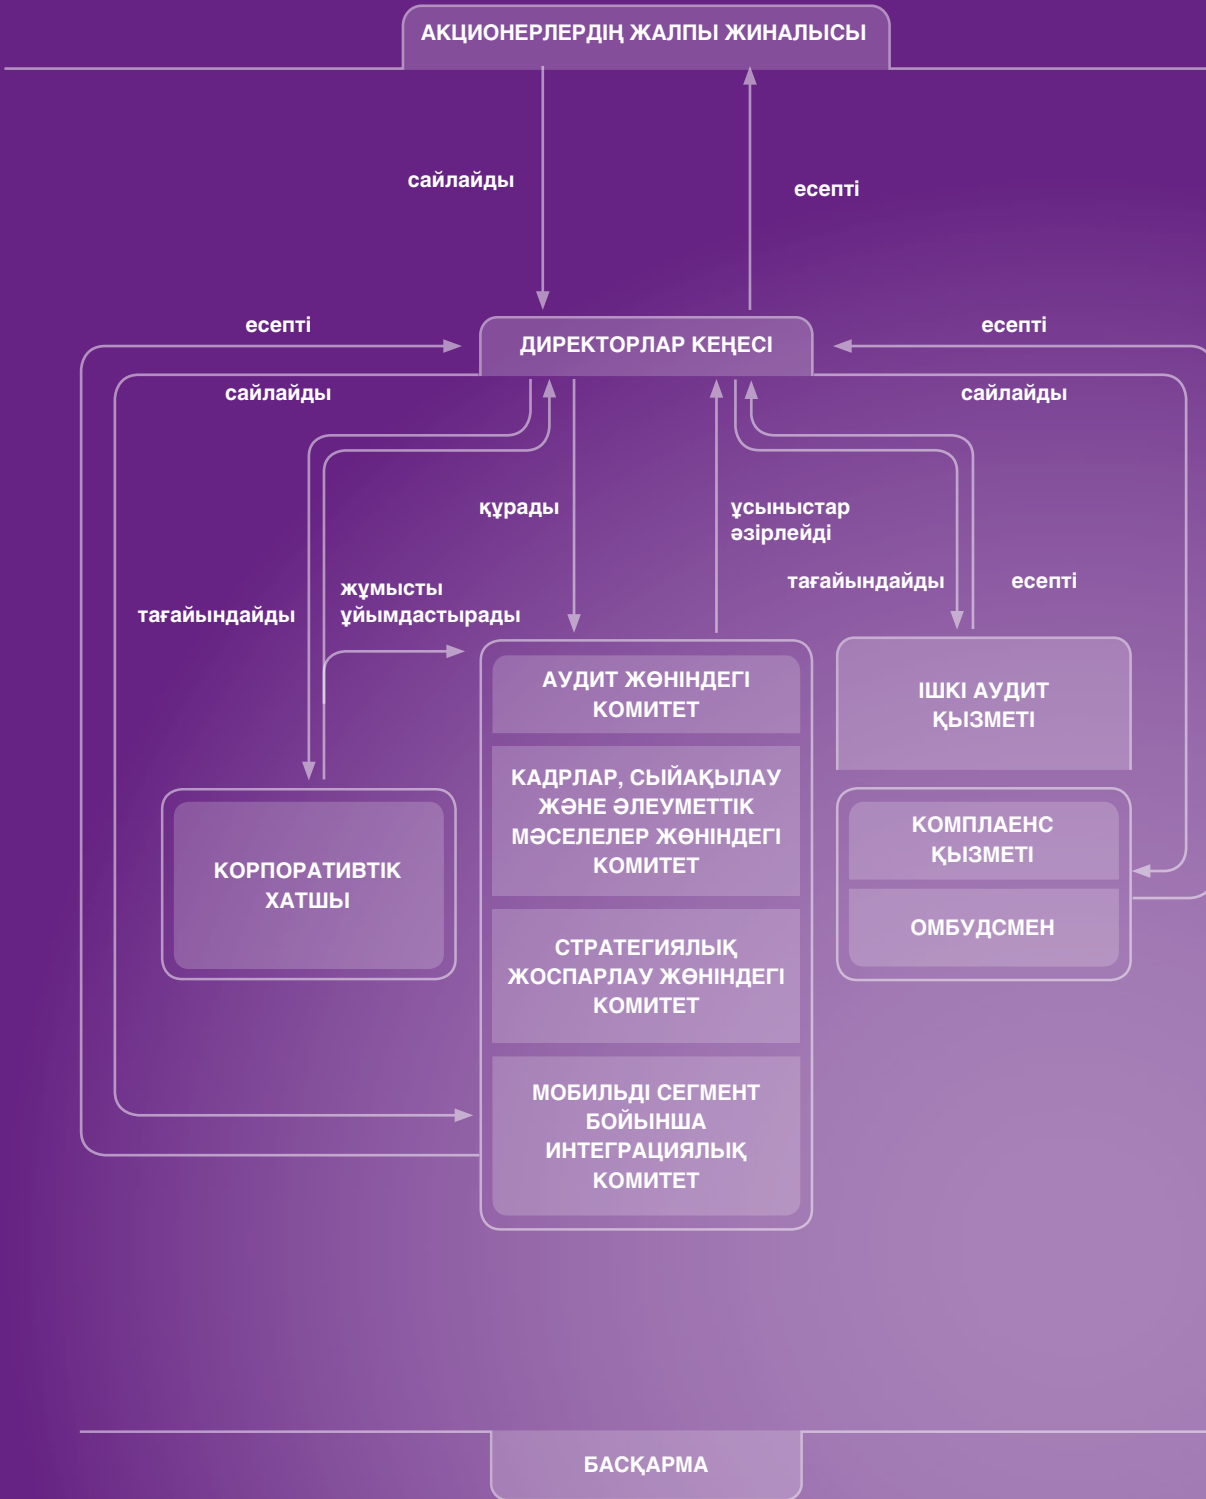 АКЦИОНЕРЛЕРДІҢ ЖАЛПЫ ЖИНАЛЫСЫ
сайлайды
есепті
есепті
ДИРЕКТОРЛАР КЕҢЕСІ
есепті
сайлайды
сайлайды
құрады
ұсыныстар
әзірлейді
тағайындайды
есепті
жұмысты
ұйымдастырады
тағайындайды
АУДИТ ЖӨНІНДЕГІ
КОМИТЕТ
ІШКІ АУДИТ
ҚЫЗМЕТІ
КАДРЛАР, СЫЙАҚЫЛАУ
ЖӘНЕ ӘЛЕУМЕТТІК
МӘСЕЛЕЛЕР ЖӨНІНДЕГІ
КОМИТЕТ
КОРПОРАТИВТІК
ХАТШЫ
КОМПЛАЕНС
ҚЫЗМЕТІ
ОМБУДСМЕН
СТРАТЕГИЯЛЫҚ
ЖОСПАРЛАУ ЖӨНІНДЕГІ
КОМИТЕТ
МОБИЛЬДІ СЕГМЕНТ
БОЙЫНША
ИНТЕГРАЦИЯЛЫҚ
КОМИТЕТ
БАСҚАРМА